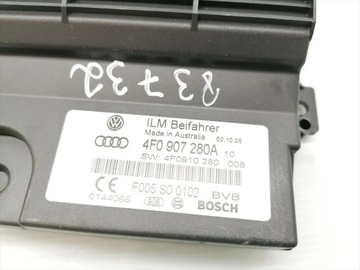 83732
ILM Beifahrer
Made in Australia 02.10.05
4F0 907 280A 10
SW: 4F0910 280 008
F005 S0 0102 BVB
0144066 BOSCH